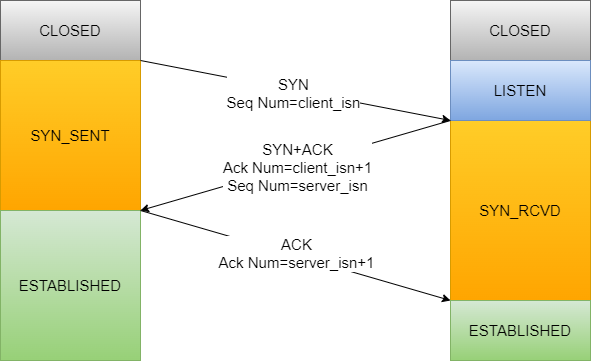 CLOSED
CLOSED
SYN
Seq Num=client_isn
LISTEN
SYN_SENT
SYN+ACK
Ack Num=client_isn+1
Seq Num=server_isn
SYN_RCVD
ACK
Ack Num=server_isn+1
ESTABLISHED
ESTABLISHED